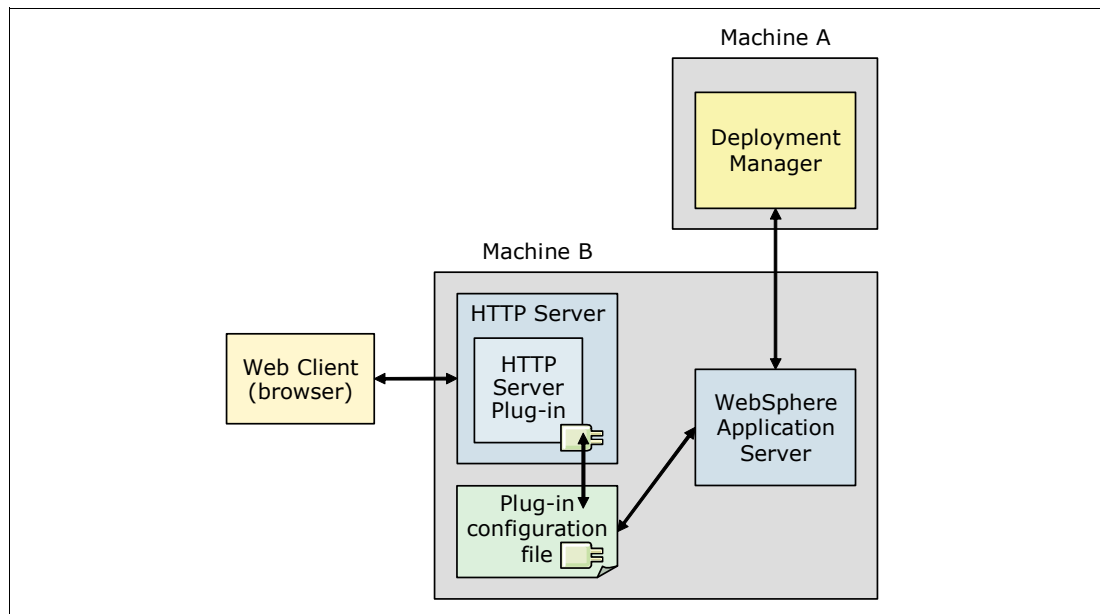 Machine A
Deployment
Manager
Machine B
HTTP Server
HTTP
Server
Plug-in
Web Client
(browser)
WebSphere
Application
Server
Plug-in
configuration
file